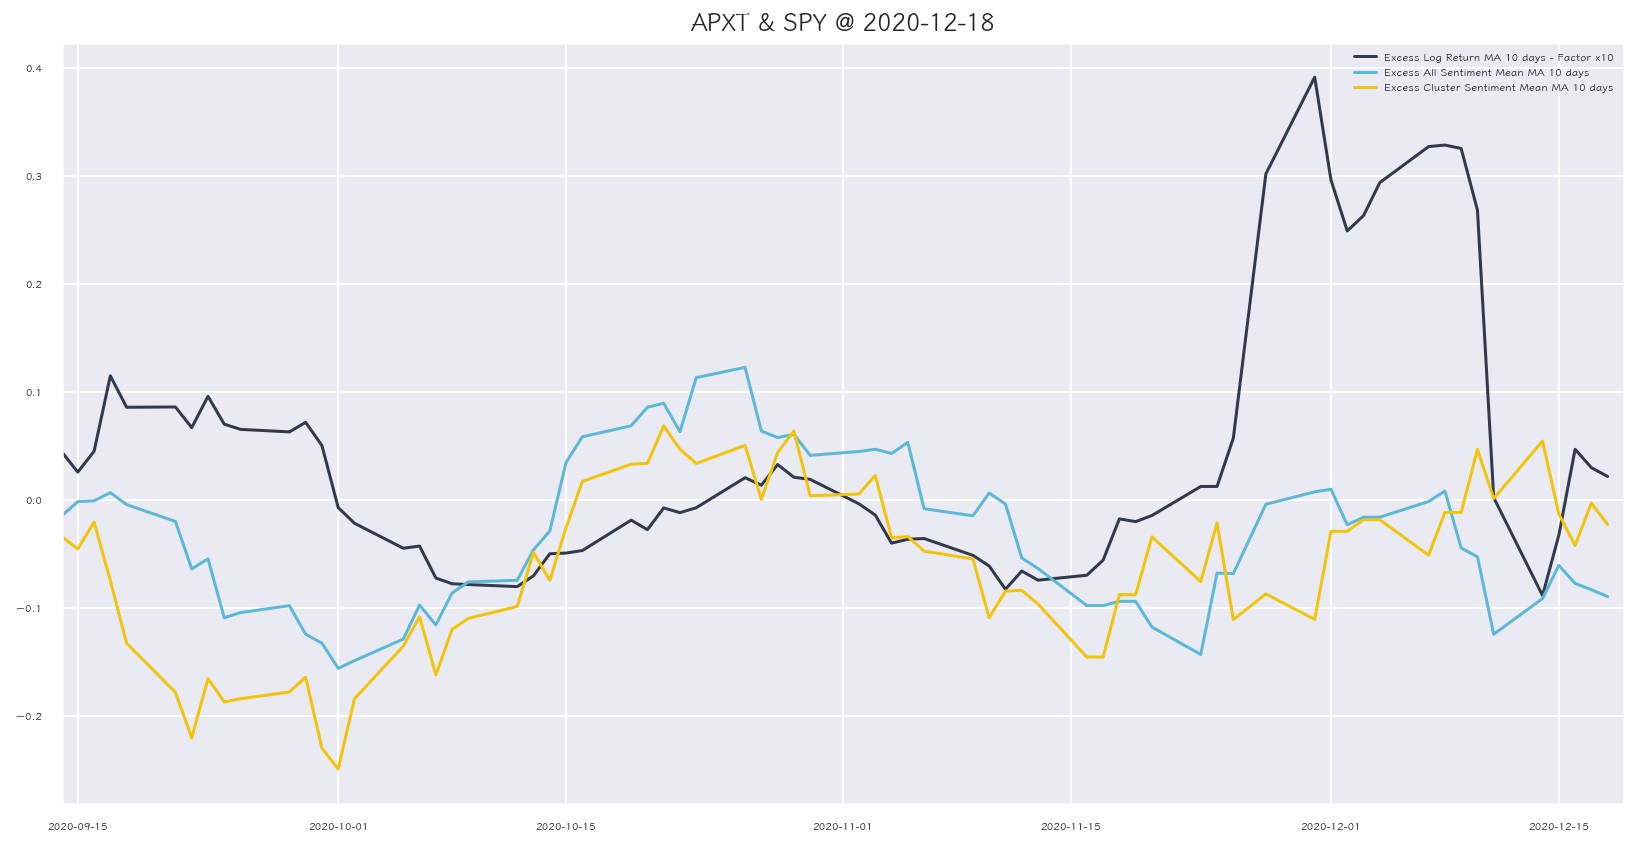 APXT & SPY @ 2020-12-18
Excess Log Return MA 10 days - Factor x10
Excess All Sentiment Mean MA 10 days
Excess Cluster Sentiment Mean MA 10 days
0.4
0.3
0.2
0.1
0.0
−0.1
−0.2
2020-09-15 2020-10-01 2020-10-15 2020-11-01 2020-11-15 2020-12-01 2020-12-15